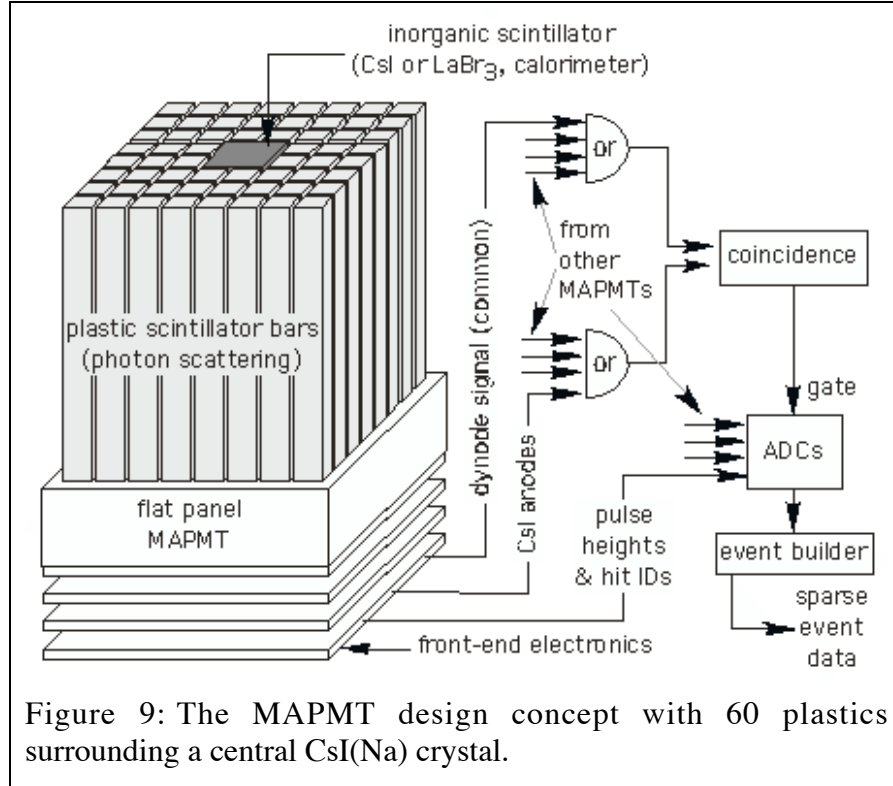 inorganic scintillator
(CsI or LaBr3, calorimeter)
or
dynode signal (common)
from
other
MAPMTs
coincidence
plastic scintillator bars
(photon scattering)
or
CsI anodes
gate
ADCs
flat panel
MAPMT
pulse
heights
& hit IDs
event builder
sparse
event
data
front-end electronics
Figure 9: The MAPMT design concept with 60 plastics
surrounding a central CsI(Na) crystal.